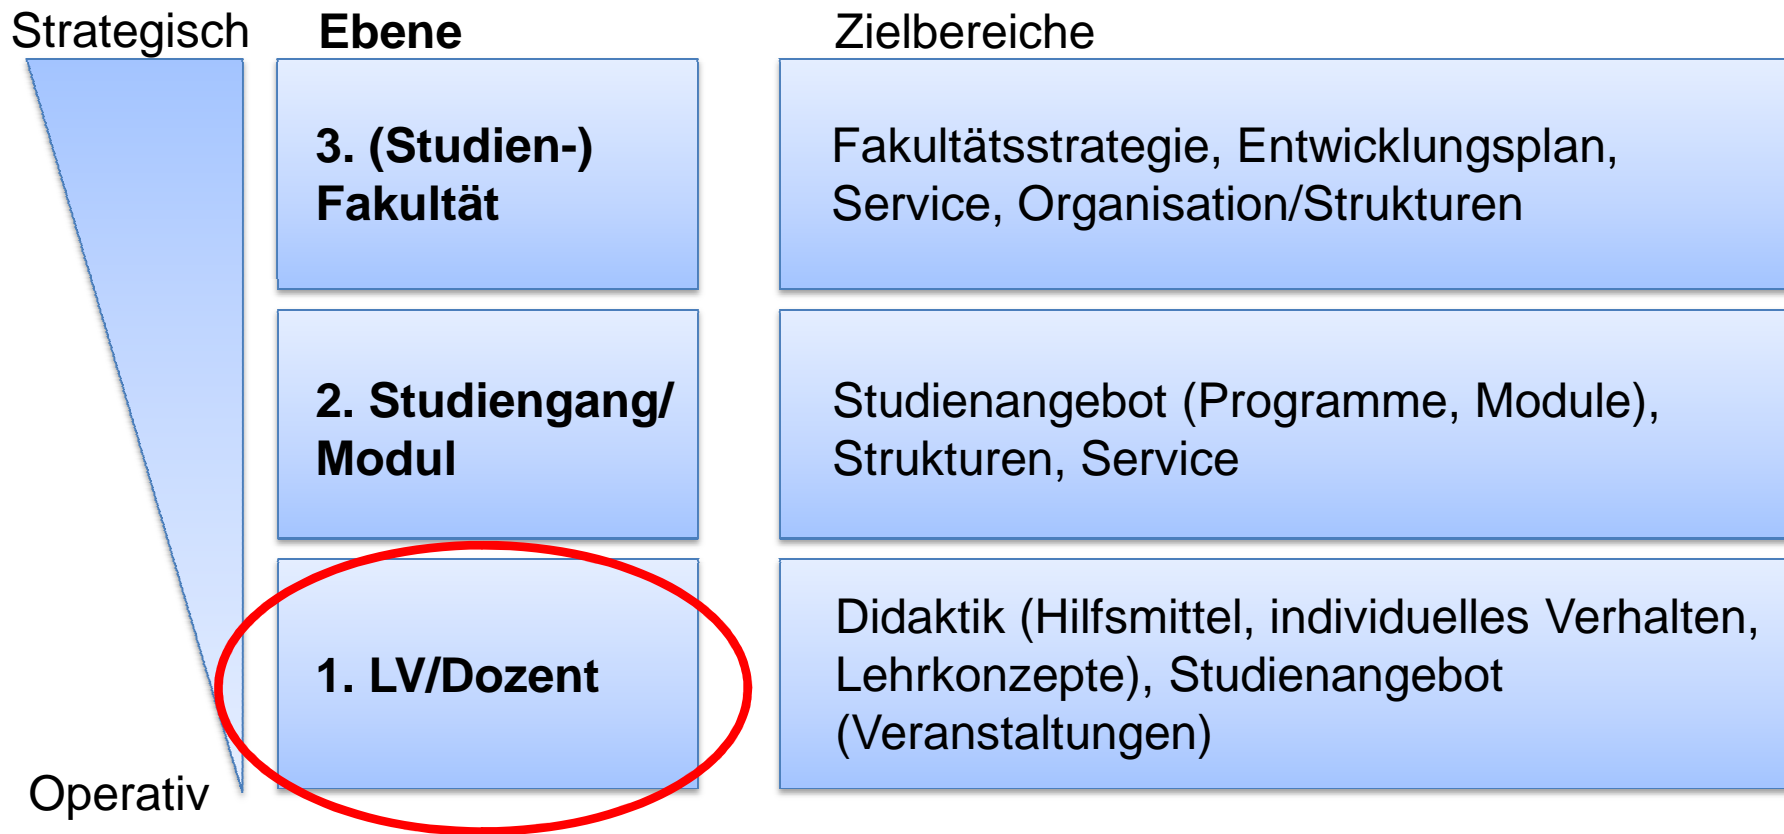 Strategisch Ebene Zielbereiche
3. (Studien-)
Fakultät
Fakultätsstrategie, Entwicklungsplan,
Service, Organisation/Strukturen
2. Studiengang/
Modul
Studienangebot (Programme, Module),
Strukturen, Service
1. LV/Dozent
Didaktik (Hilfsmittel, individuelles Verhalten,
Lehrkonzepte), Studienangebot
(Veranstaltungen)
Operativ